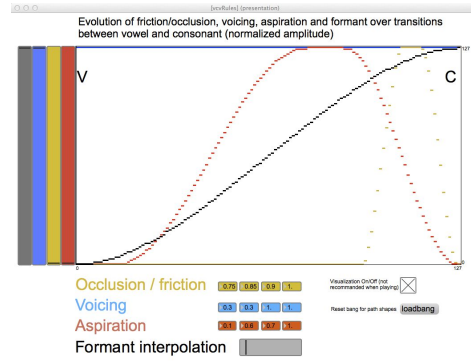 [vcvRules] (presentation)
Evolution of friction/occlusion, voicing, aspiration and formant over transitions
between vowel and consonant (normalized amplitude)
127
V
C
0
0
127
Occlusion / friction 0.75 0.85 0.9 1.
Voicing 0.3 0.3 1. 1.
Aspiration 0.1 0.6 0.7 1.
Formant interpolation
Visualization On/Off (not
recommended when playing)
Reset bang for path shapes loadbang